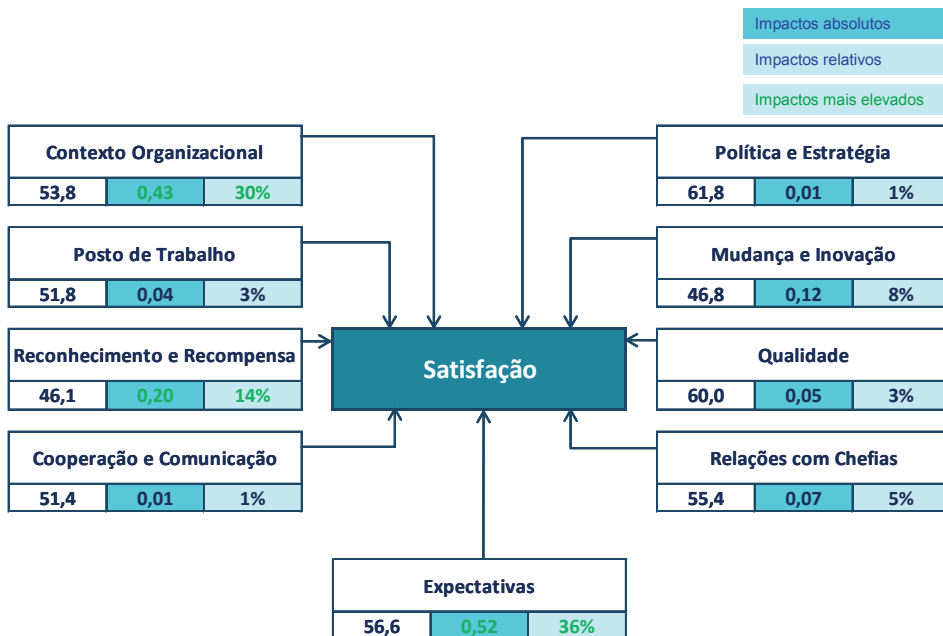 Impactos absolutos
Impactos relativos
Impactos mais elevados
Contexto Organizacional
53,8 0,43 30%
Política e Estratégia
61,8 0,01 1%
Posto de Trabalho
51,8 0,04 3%
Mudança e Inovação
46,8 0,12 8%
Reconhecimento e Recompensa
46,1 0,20 14%
Satisfação
Qualidade
60,0 0,05 3%
Cooperação e Comunicação
51,4 0,01 1%
Relações com Chefias
55,4 0,07 5%
Expectativas
56,6 0,52 36%